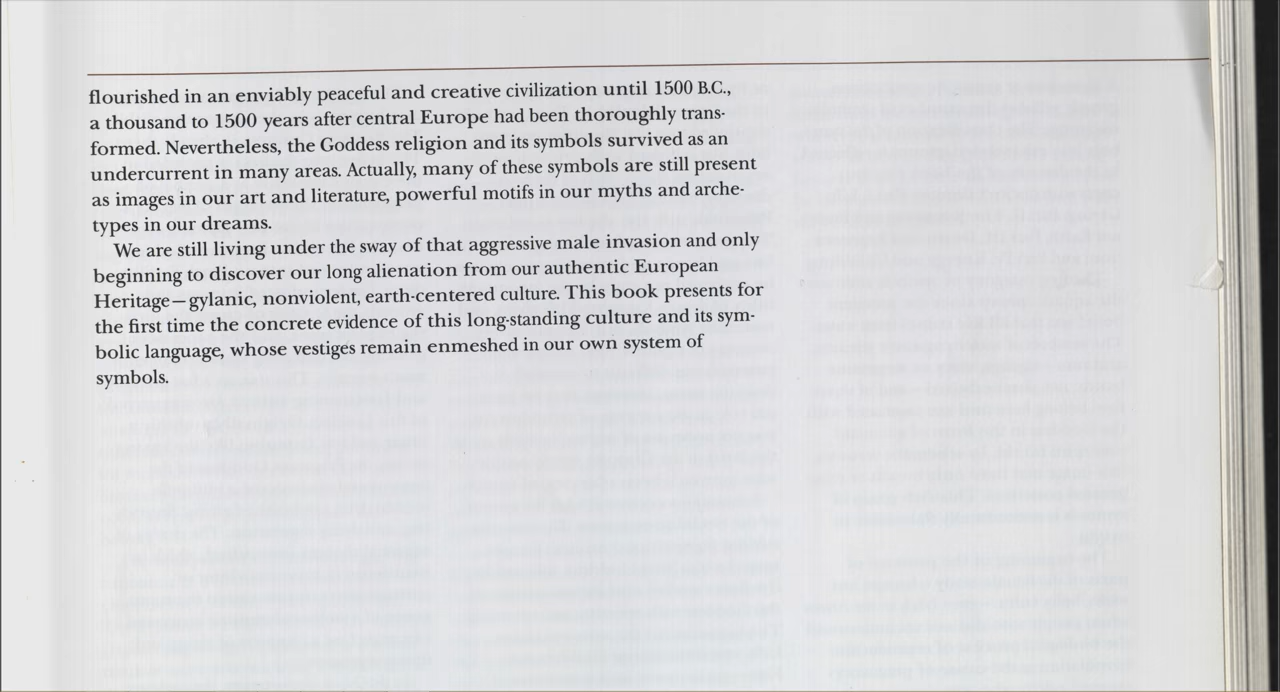 flourished in an enviably peaceful and creative civilization until 1500 B.C.,
a thousand to 1500 years after central Europe had been thoroughly trans-
formed. Nevertheless, the Goddess religion and its symbols survived as an
undercurrent in many areas. Actually, many of these symbols are still present
as images in our art and literature, powerful motifs in our myths and arche-
types in our dreams.
We are still living under the sway of that aggressive male invasion and only
beginning to discover our long alienation from our authentic European
Heritage—gylanic, nonviolent, earth-centered culture. This book presents for
the first time the concrete evidence of this long-standing culture and its sym-
bolic language, whose vestiges remain enmeshed in our own system of
symbols.